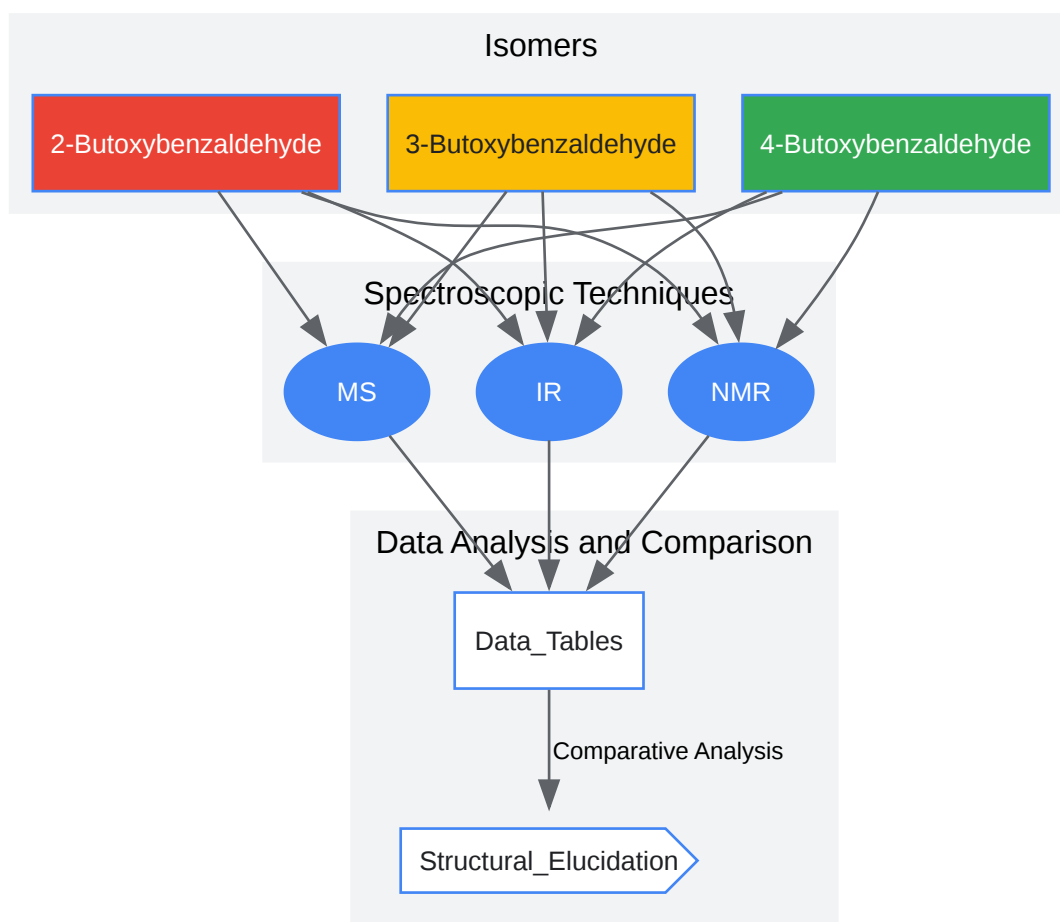 Isomers
2-Butoxybenzaldehyde
3-Butoxybenzaldehyde
4-Butoxybenzaldehyde
Spectroscopic Techniques
MS
IR
NMR
Data Analysis and Comparison
Data_Tables
Comparative Analysis
Structural_Elucidation